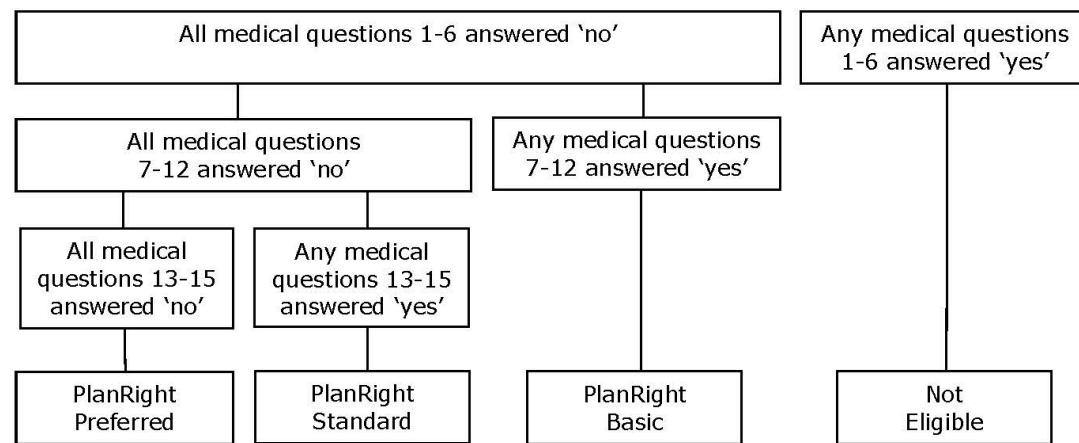 All medical questions 1-6 answered ‘no’
Any medical questions
1-6 answered ‘yes’
All medical questions
7-12 answered ‘no’
Any medical questions
7-12 answered ‘yes’
All medical
questions 13-15
answered ‘no’
Any medical
questions 13-15
answered ‘yes’
PlanRight
Preferred
PlanRight
Standard
PlanRight
Basic
Not
Eligible